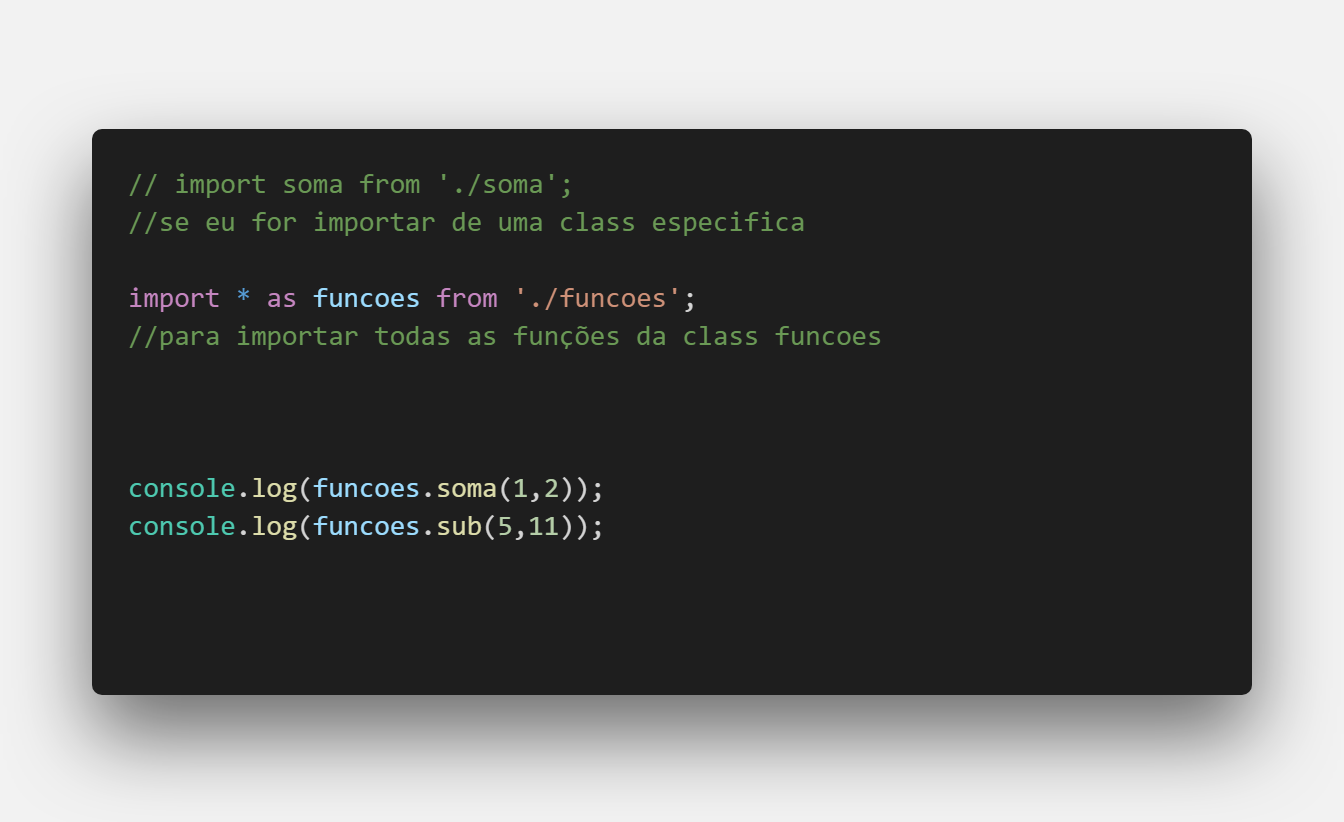 // import soma from './soma';
//se eu for importar de uma class especifica
import * as funcoes from './funcoes';
//para importar todas as funções da class funcoes
console.log(funcoes.soma(1,2));
console.log(funcoes.sub(5,11));